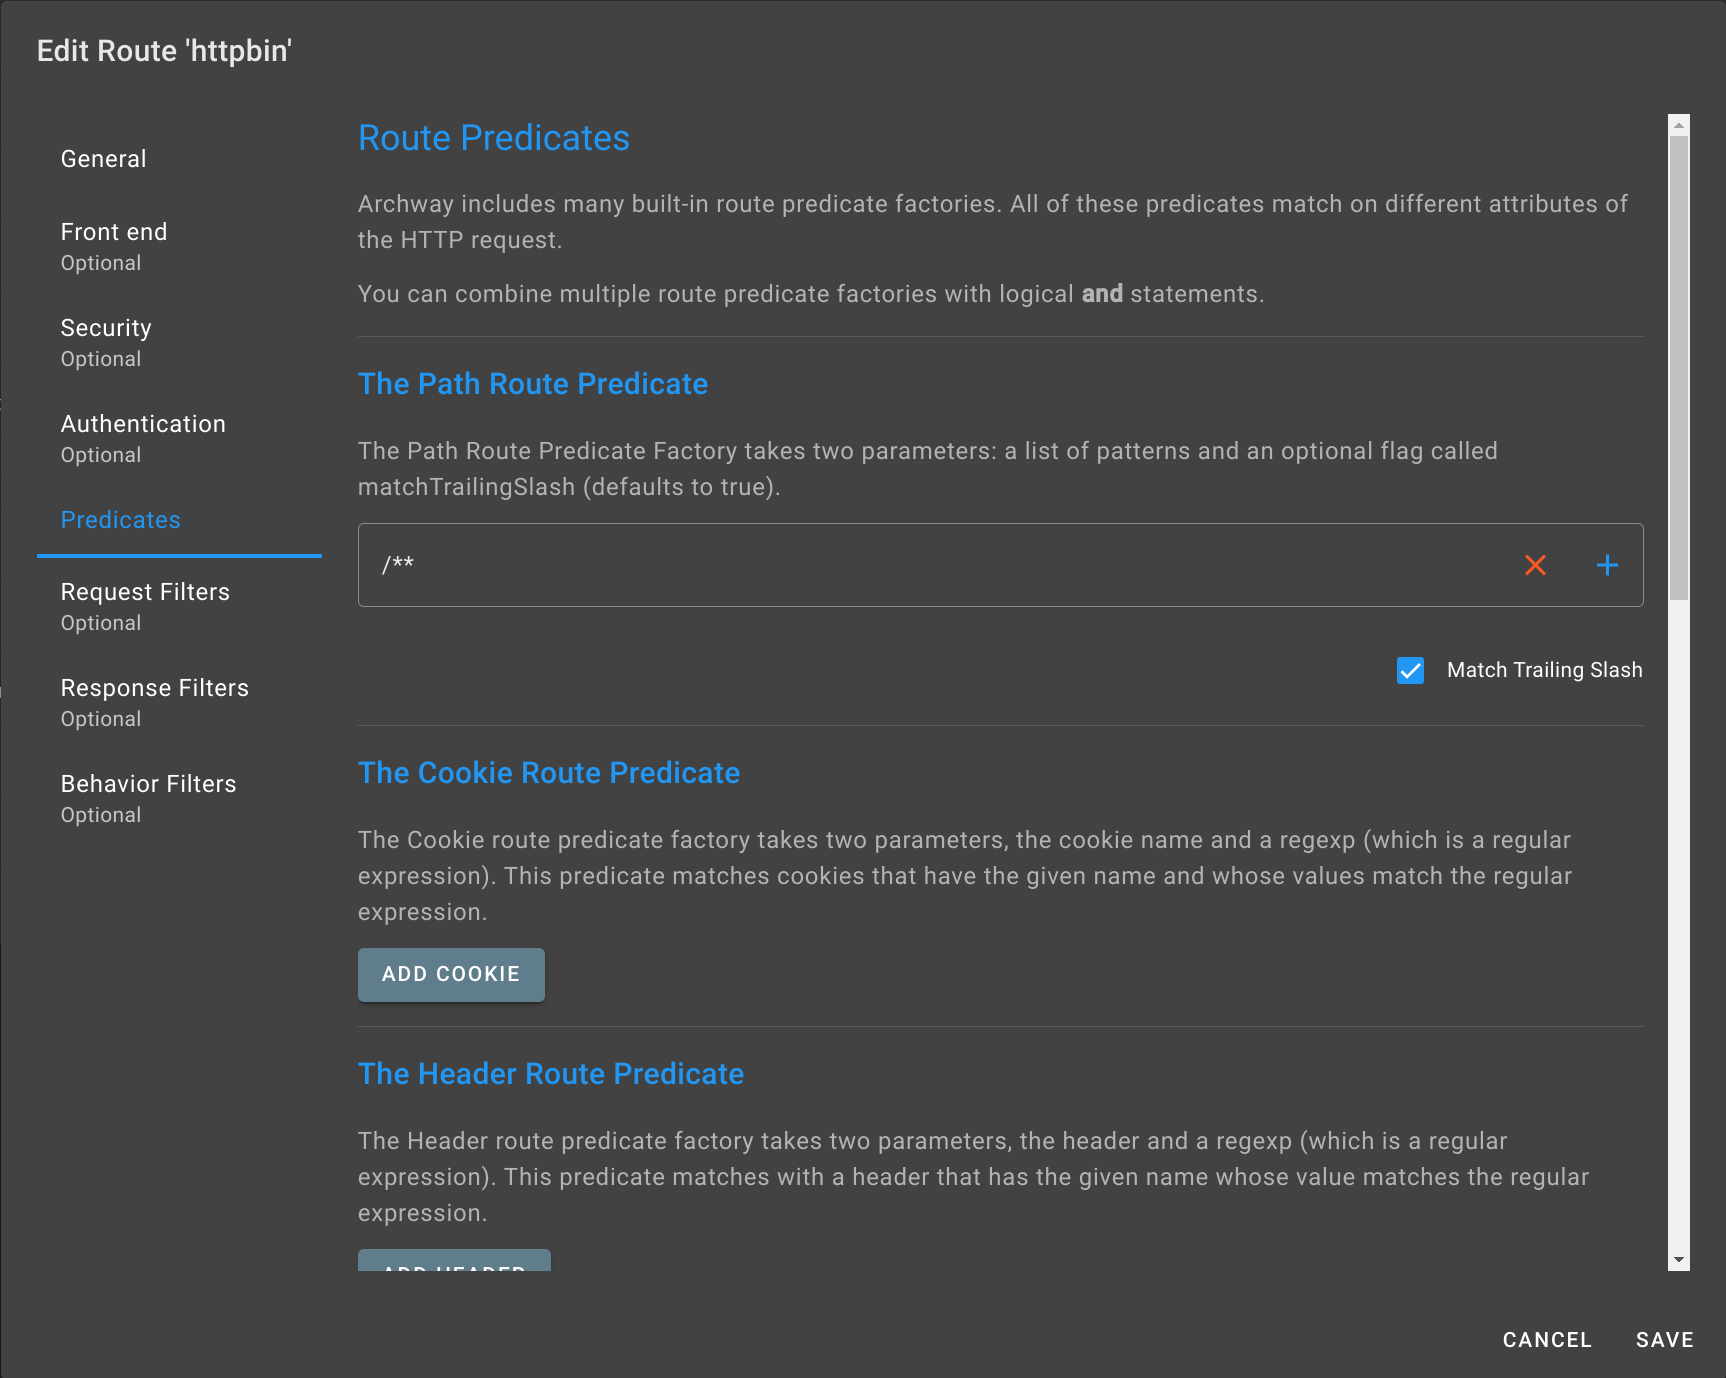 Edit Route 'httpbin'
General
Front end
Optional
Security
Optional
Authentication
Optional
Predicates
Request Filters
Optional
Response Filters
Optional
Behavior Filters
Optional
Route Predicates
Archway includes many built-in route predicate factories. All of these predicates match on different attributes of
the HTTP request.
You can combine multiple route predicate factories with logical and statements.
The Path Route Predicate
The Path Route Predicate Factory takes two parameters: a list of patterns and an optional flag called
matchTrailingSlash (defaults to true).
/**
Match Trailing Slash
The Cookie Route Predicate
The Cookie route predicate factory takes two parameters, the cookie name and a regexp (which is a regular
expression). This predicate matches cookies that have the given name and whose values match the regular
expression.
ADD COOKIE
The Header Route Predicate
The Header route predicate factory takes two parameters, the header and a regexp (which is a regular
expression). This predicate matches with a header that has the given name whose value matches the regular
expression.
ADD HEADER
CANCEL
SAVE